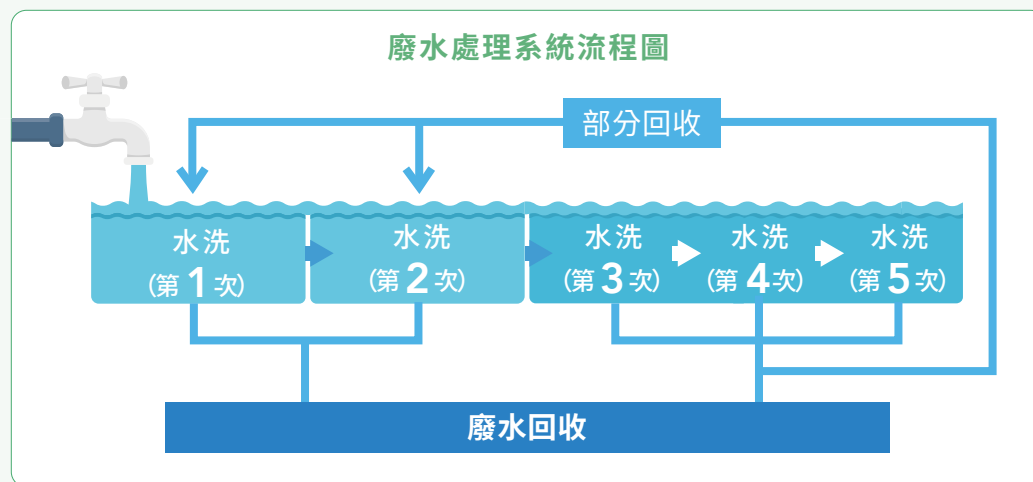 廢水處理系統流程圖
部分回收
水洗
(第 1 次)
水洗
(第 2 次)
水洗
(第 3 次)
水洗
(第 4 次)
水洗
(第 5 次)
廢水回收